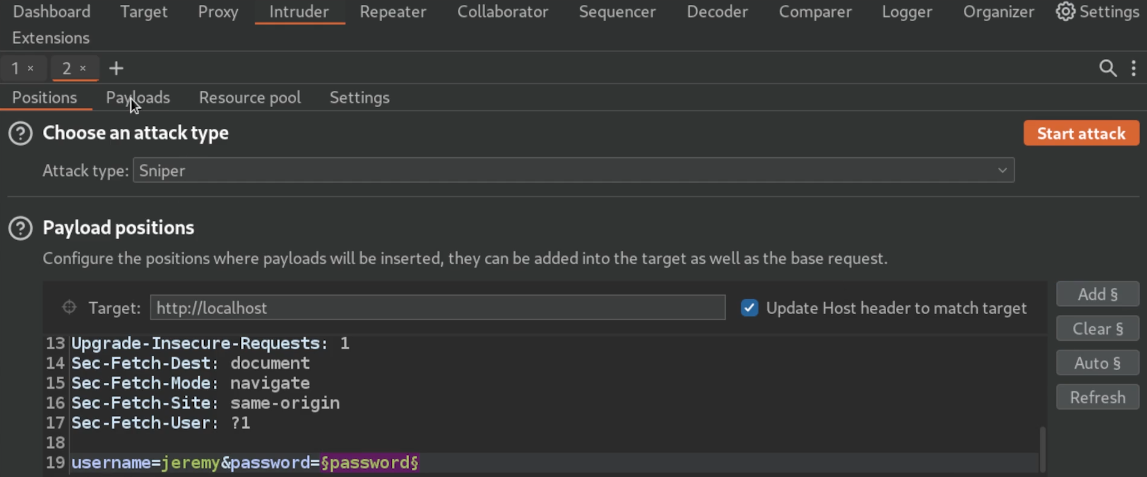 Dashboard Target Proxy Intruder Repeater Collaborator Sequencer Decoder Comparer Logger Organizer Settings
Extensions
1 × 2 × +
Positions Payloads Resource pool Settings
? Choose an attack type Start attack
Attack type: Sniper
? Payload positions
Configure the positions where payloads will be inserted, they can be added into the target as well as the base request.
Target: http://localhost Update Host header to match target Add §
Clear §
Auto §
Refresh
13 Upgrade-Insecure-Requests: 1
14 Sec-Fetch-Dest: document
15 Sec-Fetch-Mode: navigate
16 Sec-Fetch-Site: same-origin
17 Sec-Fetch-User: ?1
18
19 username=jeremy&password=§password§